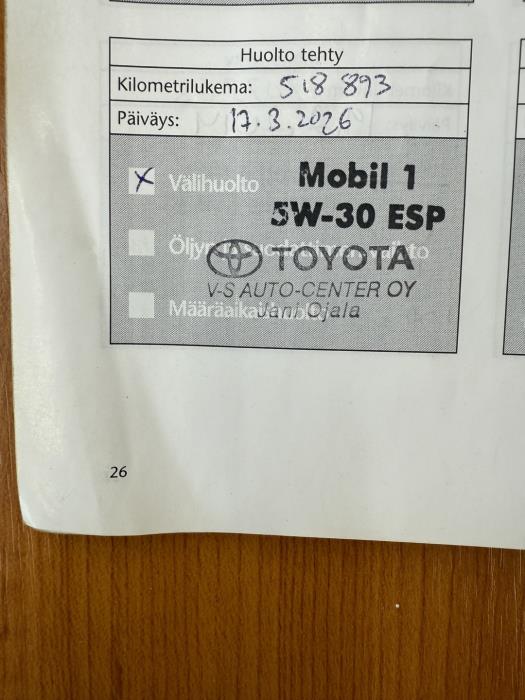 Huolto tehty
Kilometrilukema: 518 893
Päiväys: 17.3.2026
X Välihuolto
Mobil 1
5W-30 ESP
Öljyn
TOYOTA
V-S AUTO-CENTER OY
Jani Ojala
26